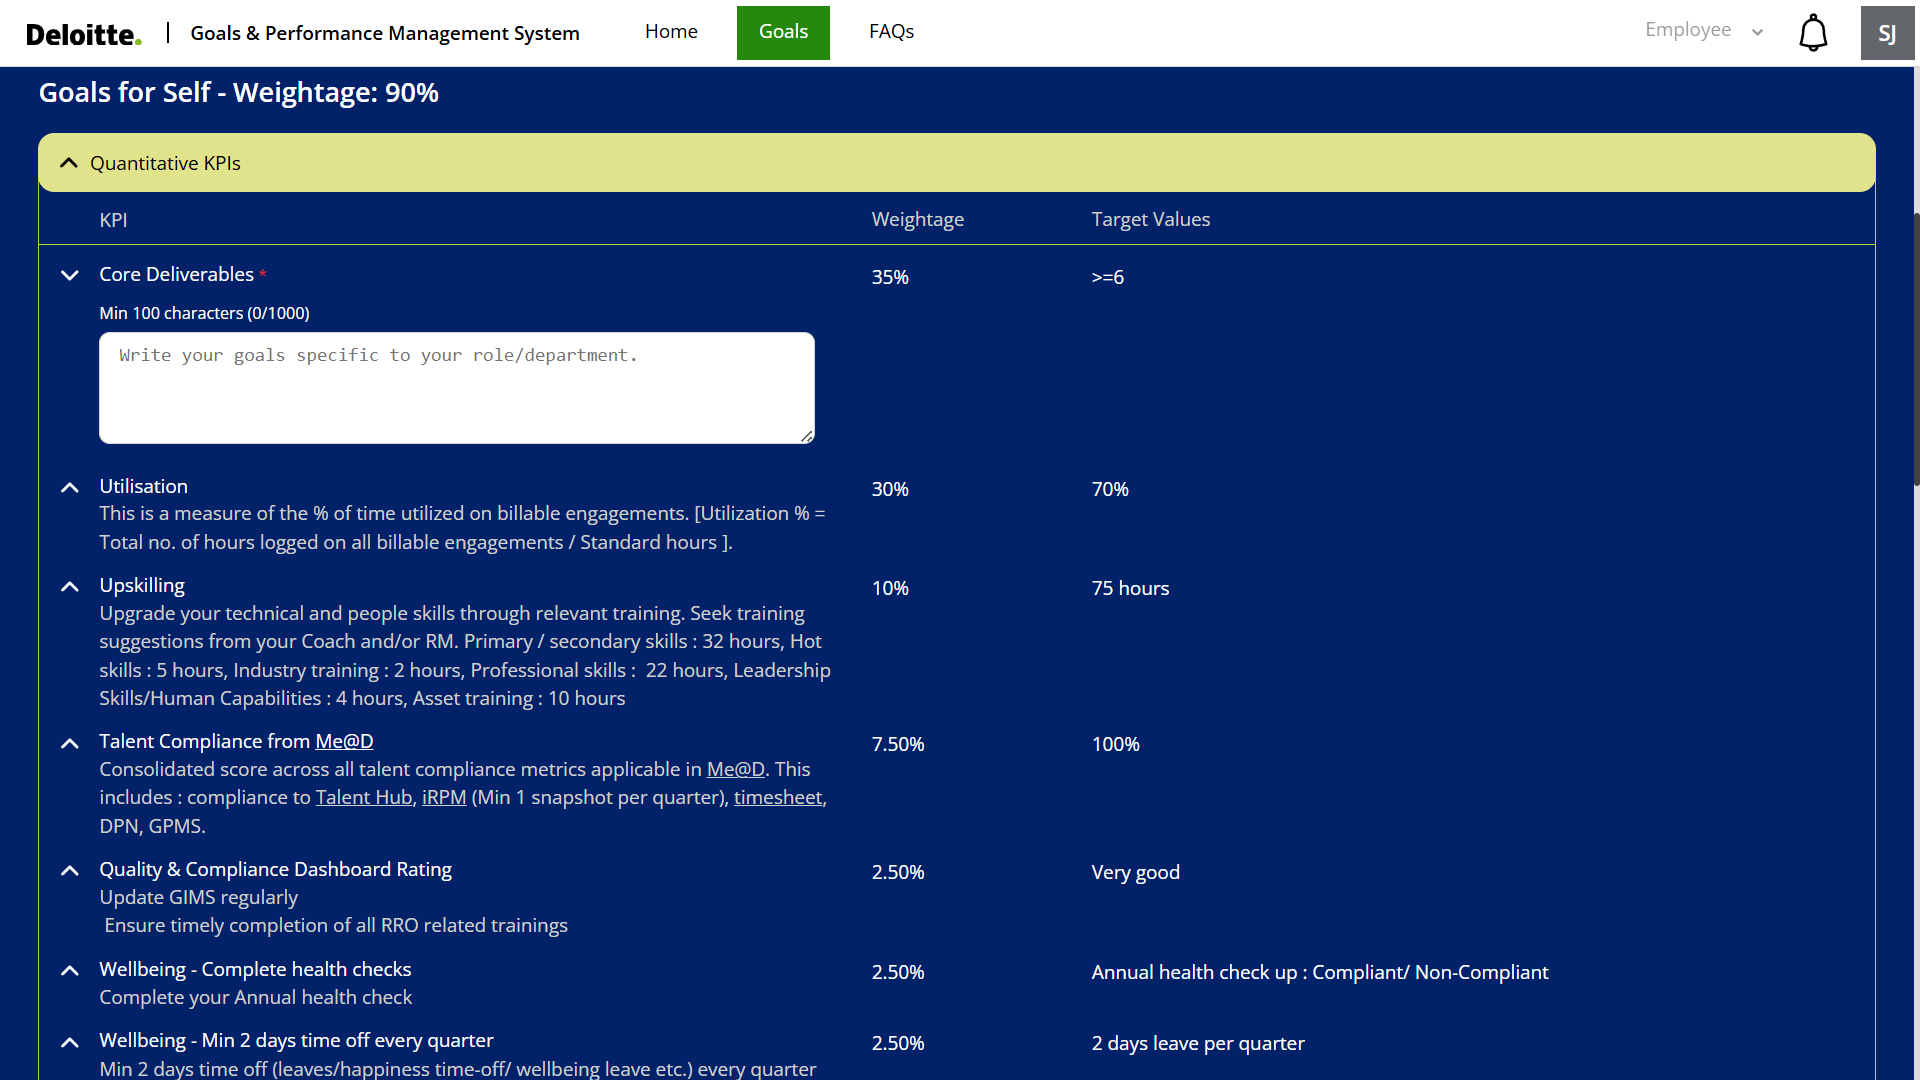 Deloitte. | Goals & Performance Management System Home Goals FAQs Employee SJ
Goals for Self - Weightage: 90%
Quantitative KPIs
KPI Weightage Target Values
Core Deliverables * 35% >=6
Min 100 characters (0/1000)
Write your goals specific to your role/department.
Utilisation 30% 70%
This is a measure of the % of time utilized on billable engagements. [Utilization % =
Total no. of hours logged on all billable engagements / Standard hours ].
Upskilling 10% 75 hours
Upgrade your technical and people skills through relevant training. Seek training
suggestions from your Coach and/or RM. Primary / secondary skills : 32 hours, Hot
skills : 5 hours, Industry training : 2 hours, Professional skills :  22 hours, Leadership
Skills/Human Capabilities : 4 hours, Asset training : 10 hours
Talent Compliance from Me@D 7.50% 100%
Consolidated score across all talent compliance metrics applicable in Me@D. This
includes : compliance to Talent Hub, iRPM (Min 1 snapshot per quarter), timesheet,
DPN, GPMS.
Quality & Compliance Dashboard Rating 2.50% Very good
Update GIMS regularly
Ensure timely completion of all RRO related trainings
Wellbeing - Complete health checks 2.50% Annual health check up : Compliant/ Non-Compliant
Complete your Annual health check
Wellbeing - Min 2 days time off every quarter 2.50% 2 days leave per quarter
Min 2 days time off (leaves/happiness time-off/ wellbeing leave etc.) every quarter